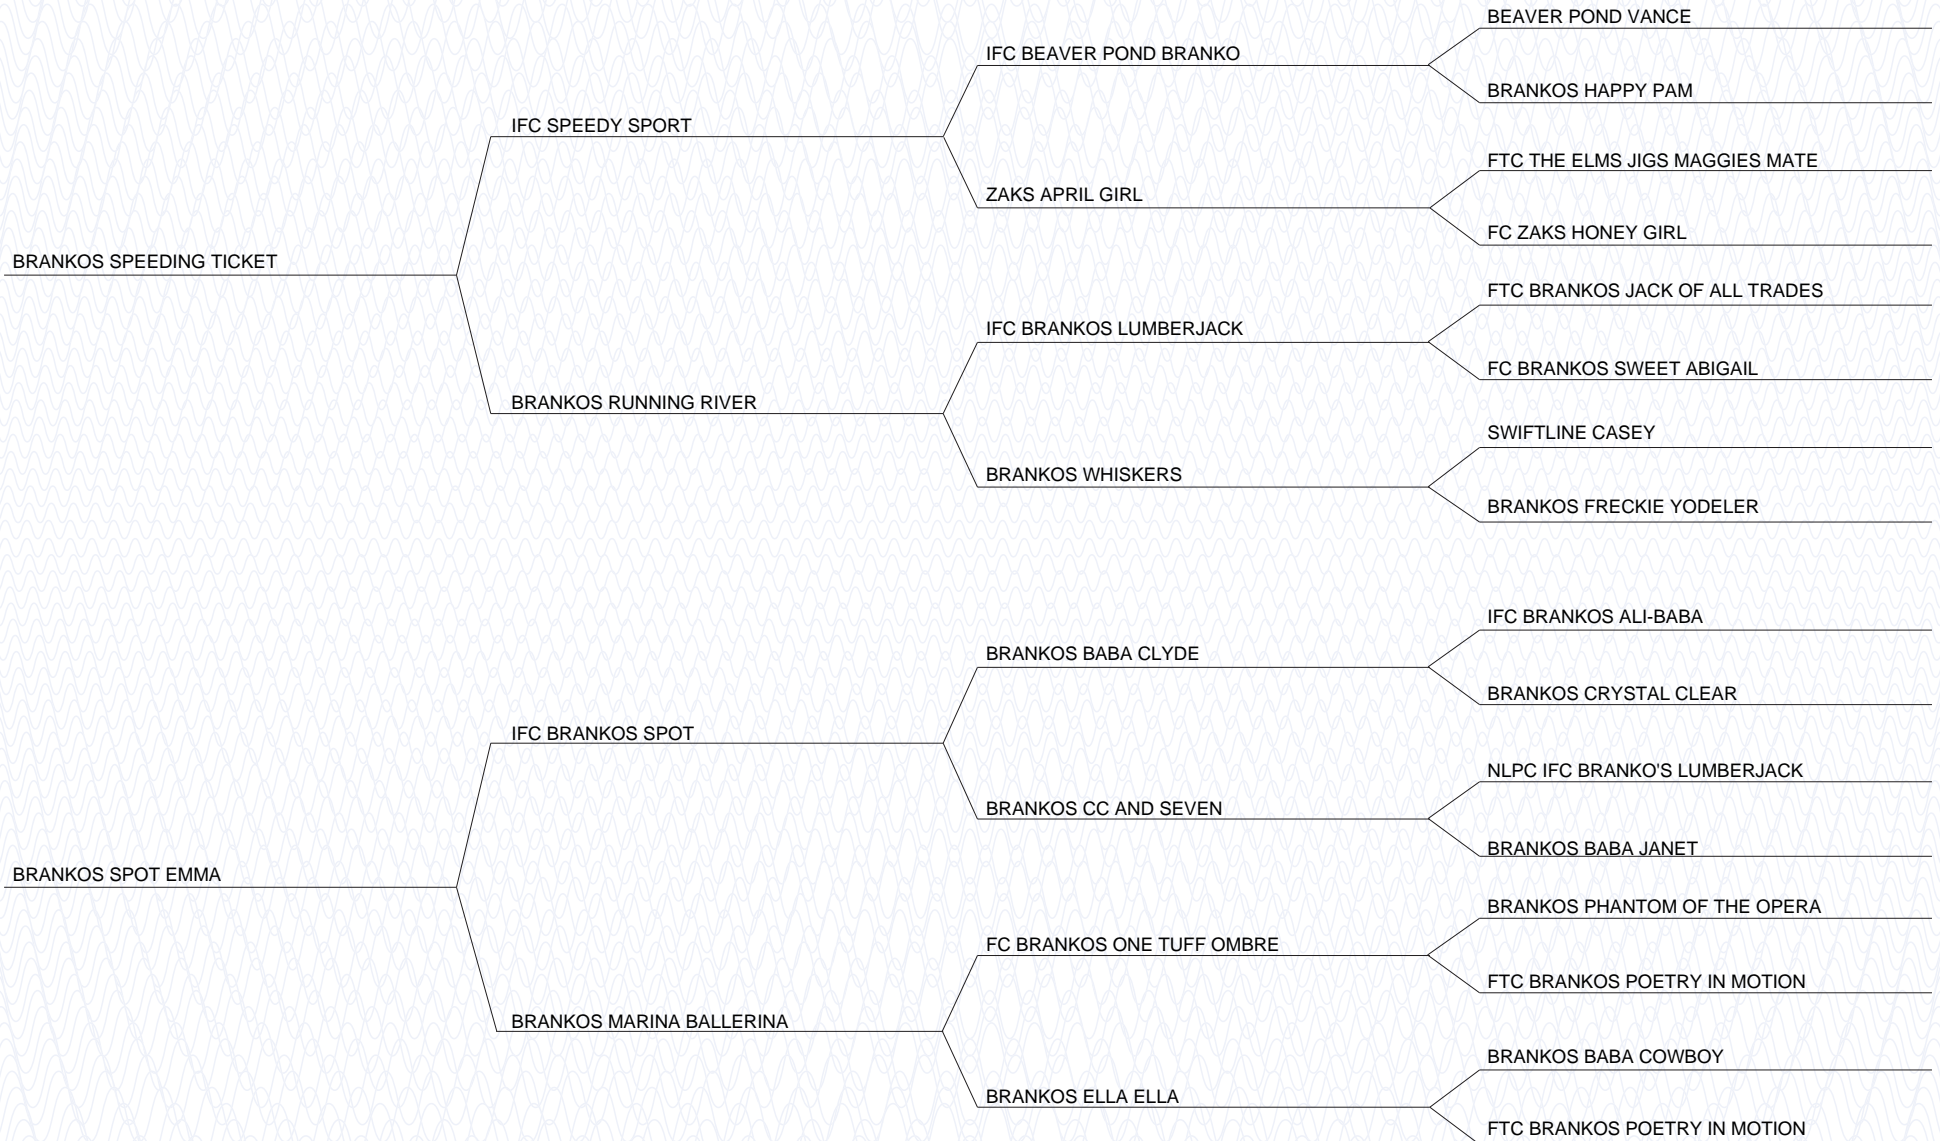 BEAVER POND VANCE
IFC BEAVER POND BRANKO
BRANKOS HAPPY PAM
IFC SPEEDY SPORT
FTC THE ELMS JIGS MAGGIES MATE
ZAKS APRIL GIRL
FC ZAKS HONEY GIRL
BRANKOS SPEEDING TICKET
FTC BRANKOS JACK OF ALL TRADES
IFC BRANKOS LUMBERJACK
FC BRANKOS SWEET ABIGAIL
BRANKOS RUNNING RIVER
SWIFTLINE CASEY
BRANKOS WHISKERS
BRANKOS FRECKIE YODELER
IFC BRANKOS ALI-BABA
BRANKOS BABA CLYDE
BRANKOS CRYSTAL CLEAR
IFC BRANKOS SPOT
NLPC IFC BRANKO'S LUMBERJACK
BRANKOS CC AND SEVEN
BRANKOS BABA JANET
BRANKOS SPOT EMMA
BRANKOS PHANTOM OF THE OPERA
FC BRANKOS ONE TUFF OMBRE
FTC BRANKOS POETRY IN MOTION
BRANKOS MARINA BALLERINA
BRANKOS BABA COWBOY
BRANKOS ELLA ELLA
FTC BRANKOS POETRY IN MOTION